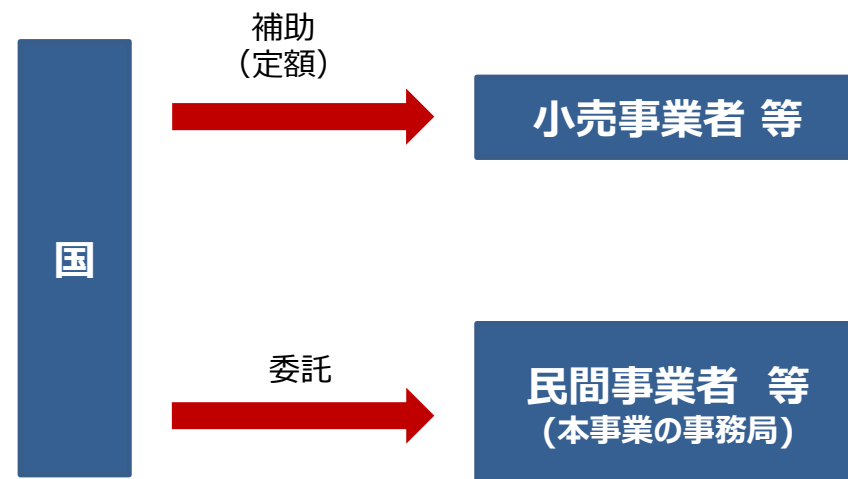 補助
（定額）
小売事業者 等
国
委託
民間事業者 等
(本事業の事務局)